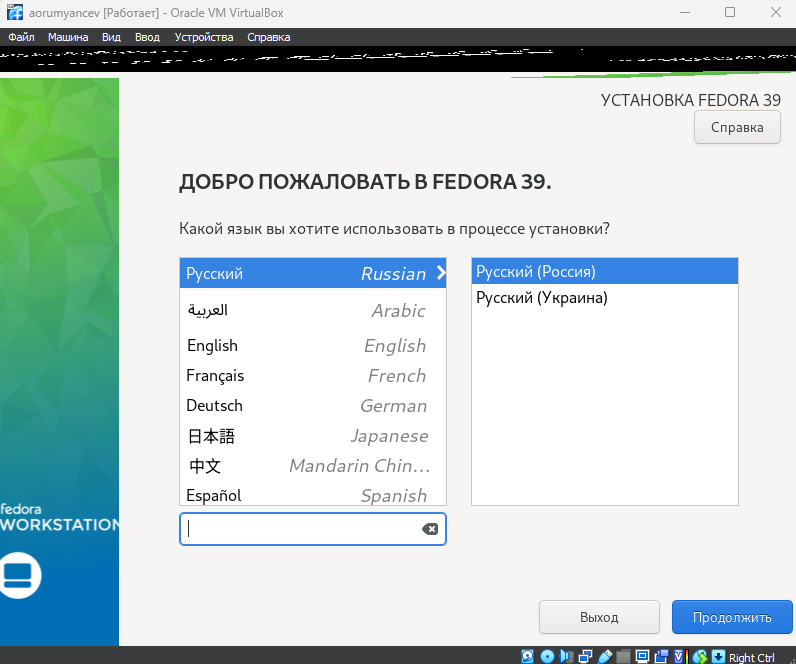 aorumyancev [Работает] - Oracle VM VirtualBox
Файл Машина Вид Ввод Устройства Справка
УСТАНОВКА FEDORA 39
Справка
ДОБРО ПОЖАЛОВАТЬ В FEDORA 39.
Какой язык вы хотите использовать в процессе установки?
Русский Russian
العربية Arabic
English English
Français French
Deutsch German
日本語 Japanese
中文 Mandarin Chin...
Español Spanish
Русский (Россия)
Русский (Украина)
fedora
WORKSTATION
Выход Продолжить
Right Ctrl